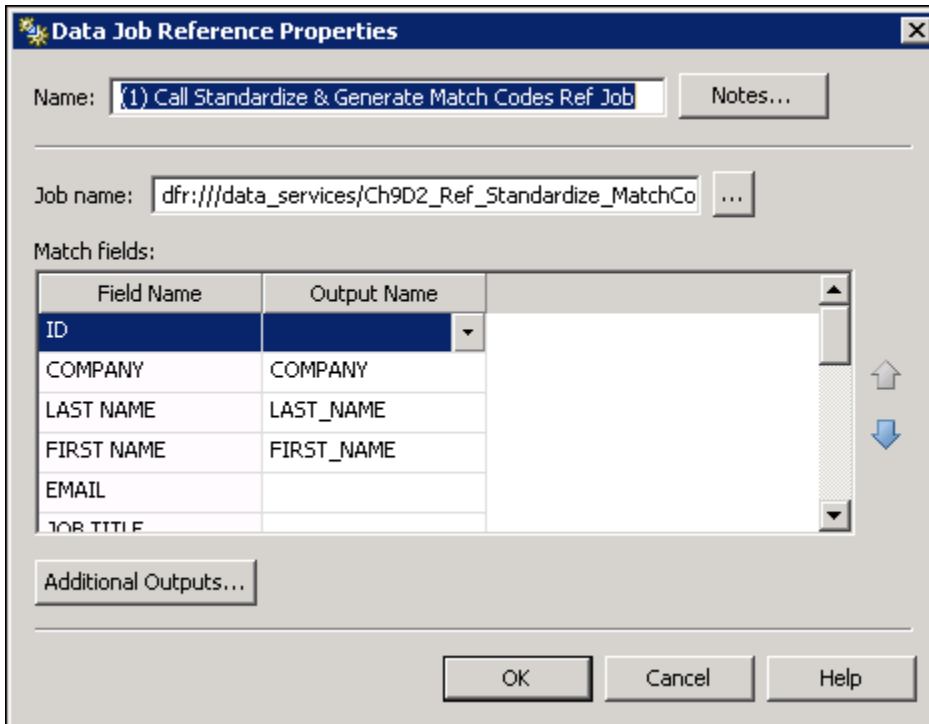 Data Job Reference Properties
Name: (1) Call Standardize & Generate Match Codes Ref Job Notes...
Job name: dfr:///data_services/Ch9D2_Ref_Standardize_MatchCo ...
Match fields:
Field Name Output Name
ID
COMPANY COMPANY
LAST NAME LAST_NAME
FIRST NAME FIRST_NAME
EMAIL
JOB TITLE
Additional Outputs...
OK Cancel Help